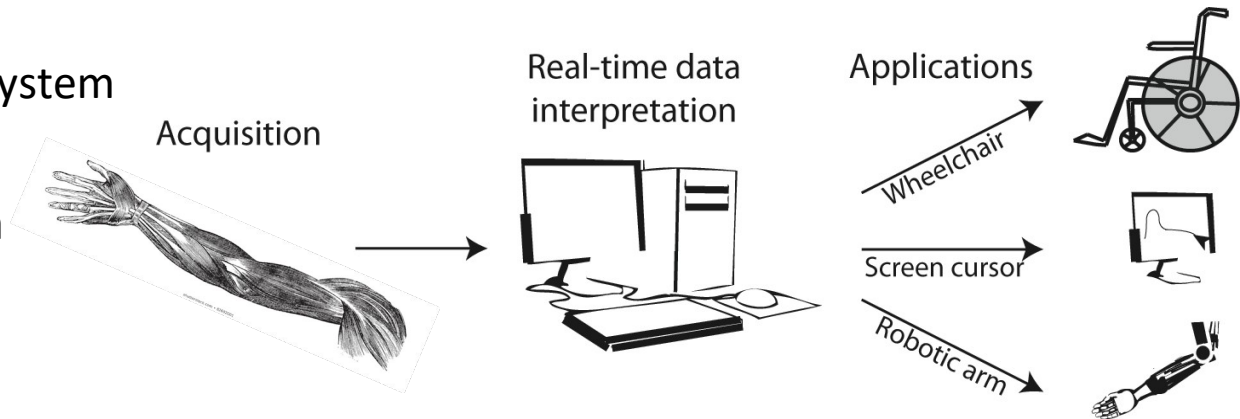 ystem
Acquisition
Real-time data
interpretation
Applications
Wheelchair
Screen cursor
Robotic arm